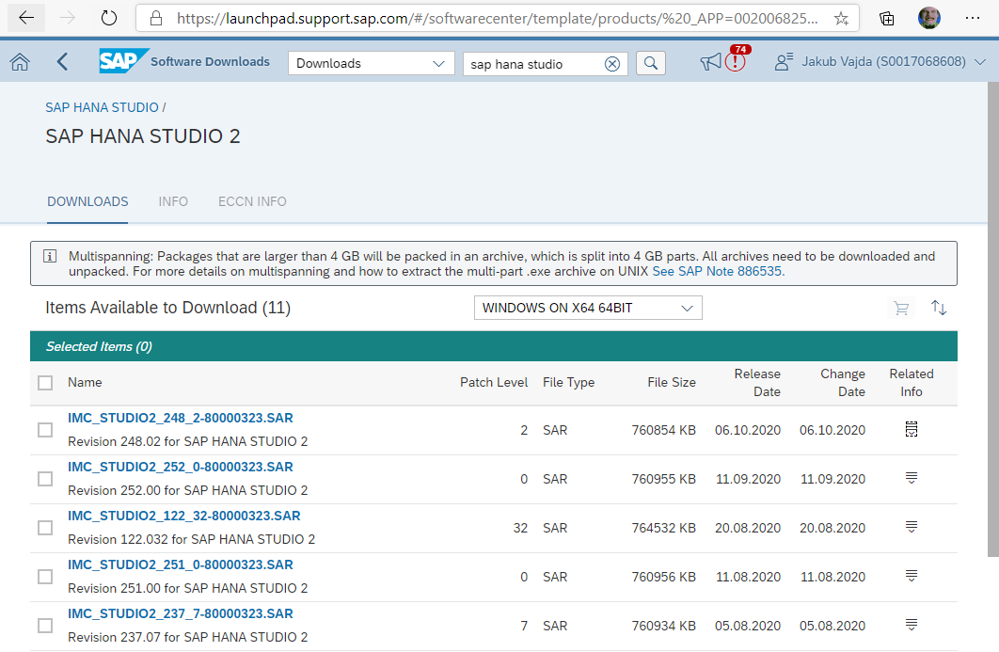 https://launchpad.support.sap.com/#/softwarecenter/template/products/%20_APP=002006825...
SAP Software Downloads Downloads sap hana studio 74 Jakub Vajda (S0017068608)
SAP HANA STUDIO /
SAP HANA STUDIO 2
DOWNLOADS INFO ECCN INFO
Multispanning: Packages that are larger than 4 GB will be packed in an archive, which is split into 4 GB parts. All archives need to be downloaded and
unpacked. For more details on multispanning and how to extract the multi-part .exe archive on UNIX See SAP Note 886535.
Items Available to Download (11) WINDOWS ON X64 64BIT
Selected Items (0)
Name Patch Level File Type File Size Release Date Change Date Related Info
IMC_STUDIO2_248_2-80000323.SAR
Revision 248.02 for SAP HANA STUDIO 2
2 SAR 760854 KB 06.10.2020 06.10.2020
IMC_STUDIO2_252_0-80000323.SAR
Revision 252.00 for SAP HANA STUDIO 2
0 SAR 760955 KB 11.09.2020 11.09.2020
IMC_STUDIO2_122_32-80000323.SAR
Revision 122.032 for SAP HANA STUDIO 2
32 SAR 764532 KB 20.08.2020 20.08.2020
IMC_STUDIO2_251_0-80000323.SAR
Revision 251.00 for SAP HANA STUDIO 2
0 SAR 760956 KB 11.08.2020 11.08.2020
IMC_STUDIO2_237_7-80000323.SAR
Revision 237.07 for SAP HANA STUDIO 2
7 SAR 760934 KB 05.08.2020 05.08.2020